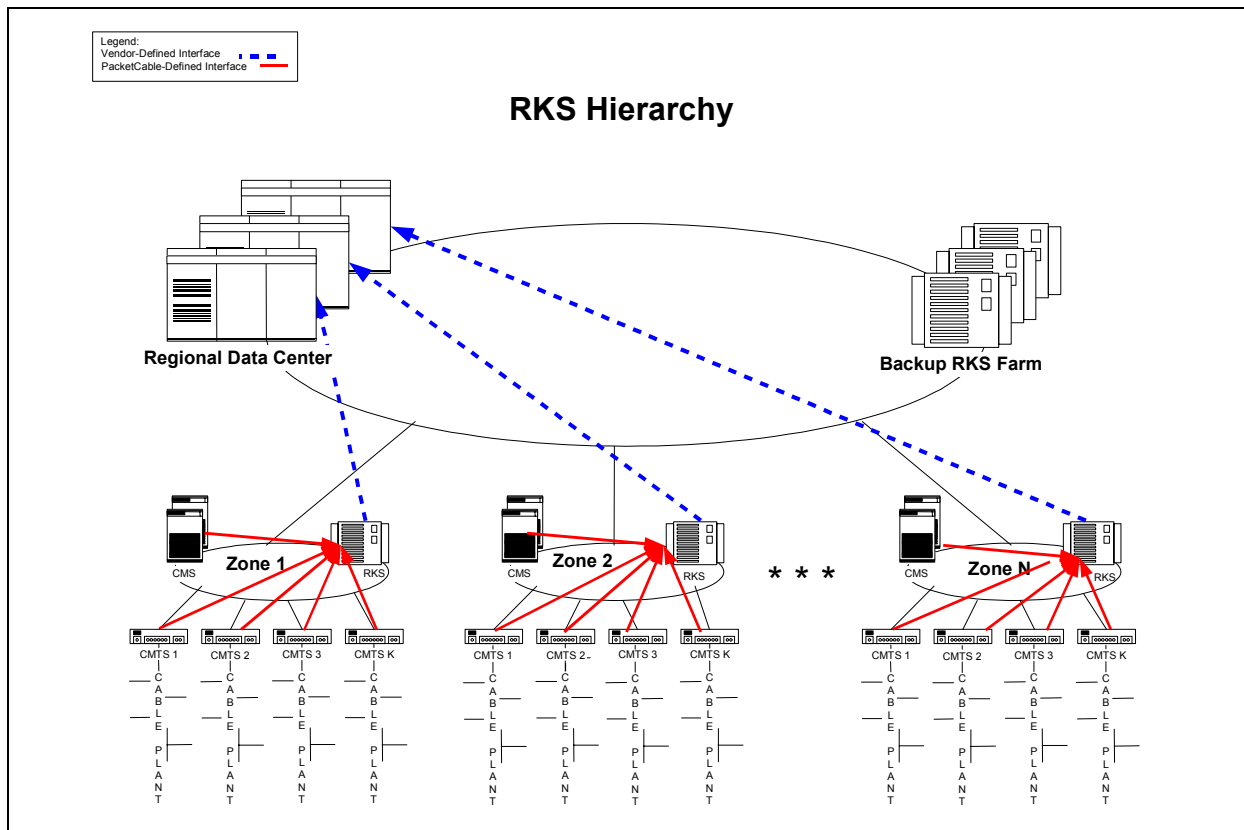 Legend:
Vendor-Defined Interface
PacketCable-Defined Interface
RKS Hierarchy
Regional Data Center
Backup RKS Farm
Zone 1
CMS
RKS
Zone 2
CMS
RKS
* * *
Zone N
CMS
RKS
CMTS 1
CMTS 2
CMTS 3
CMTS K
CMTS 1
CMTS 2
CMTS 3
CMTS K
CMTS 1
CMTS 2
CMTS 3
CMTS K
CABLE PLANT
CABLE PLANT
CABLE PLANT
CABLE PLANT
CABLE PLANT
CABLE PLANT
CABLE PLANT
CABLE PLANT
CABLE PLANT
CABLE PLANT
CABLE PLANT
CABLE PLANT